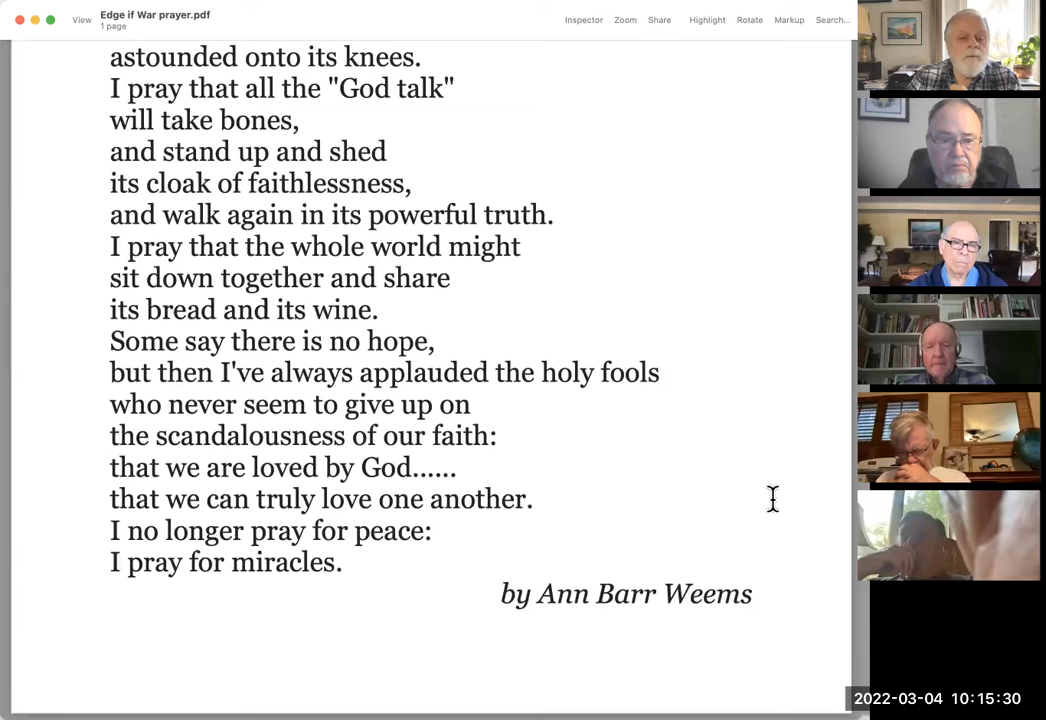 View
Edge if War prayer.pdf
1 page
Inspector Zoom Share Highlight Rotate Markup Search...
astounded onto its knees.
I pray that all the "God talk"
will take bones,
and stand up and shed
its cloak of faithlessness,
and walk again in its powerful truth.
I pray that the whole world might
sit down together and share
its bread and its wine.
Some say there is no hope,
but then I've always applauded the holy fools
who never seem to give up on
the scandalousness of our faith:
that we are loved by God......
that we can truly love one another.
I no longer pray for peace:
I pray for miracles.
by Ann Barr Weems
2022-03-04 10:15:30